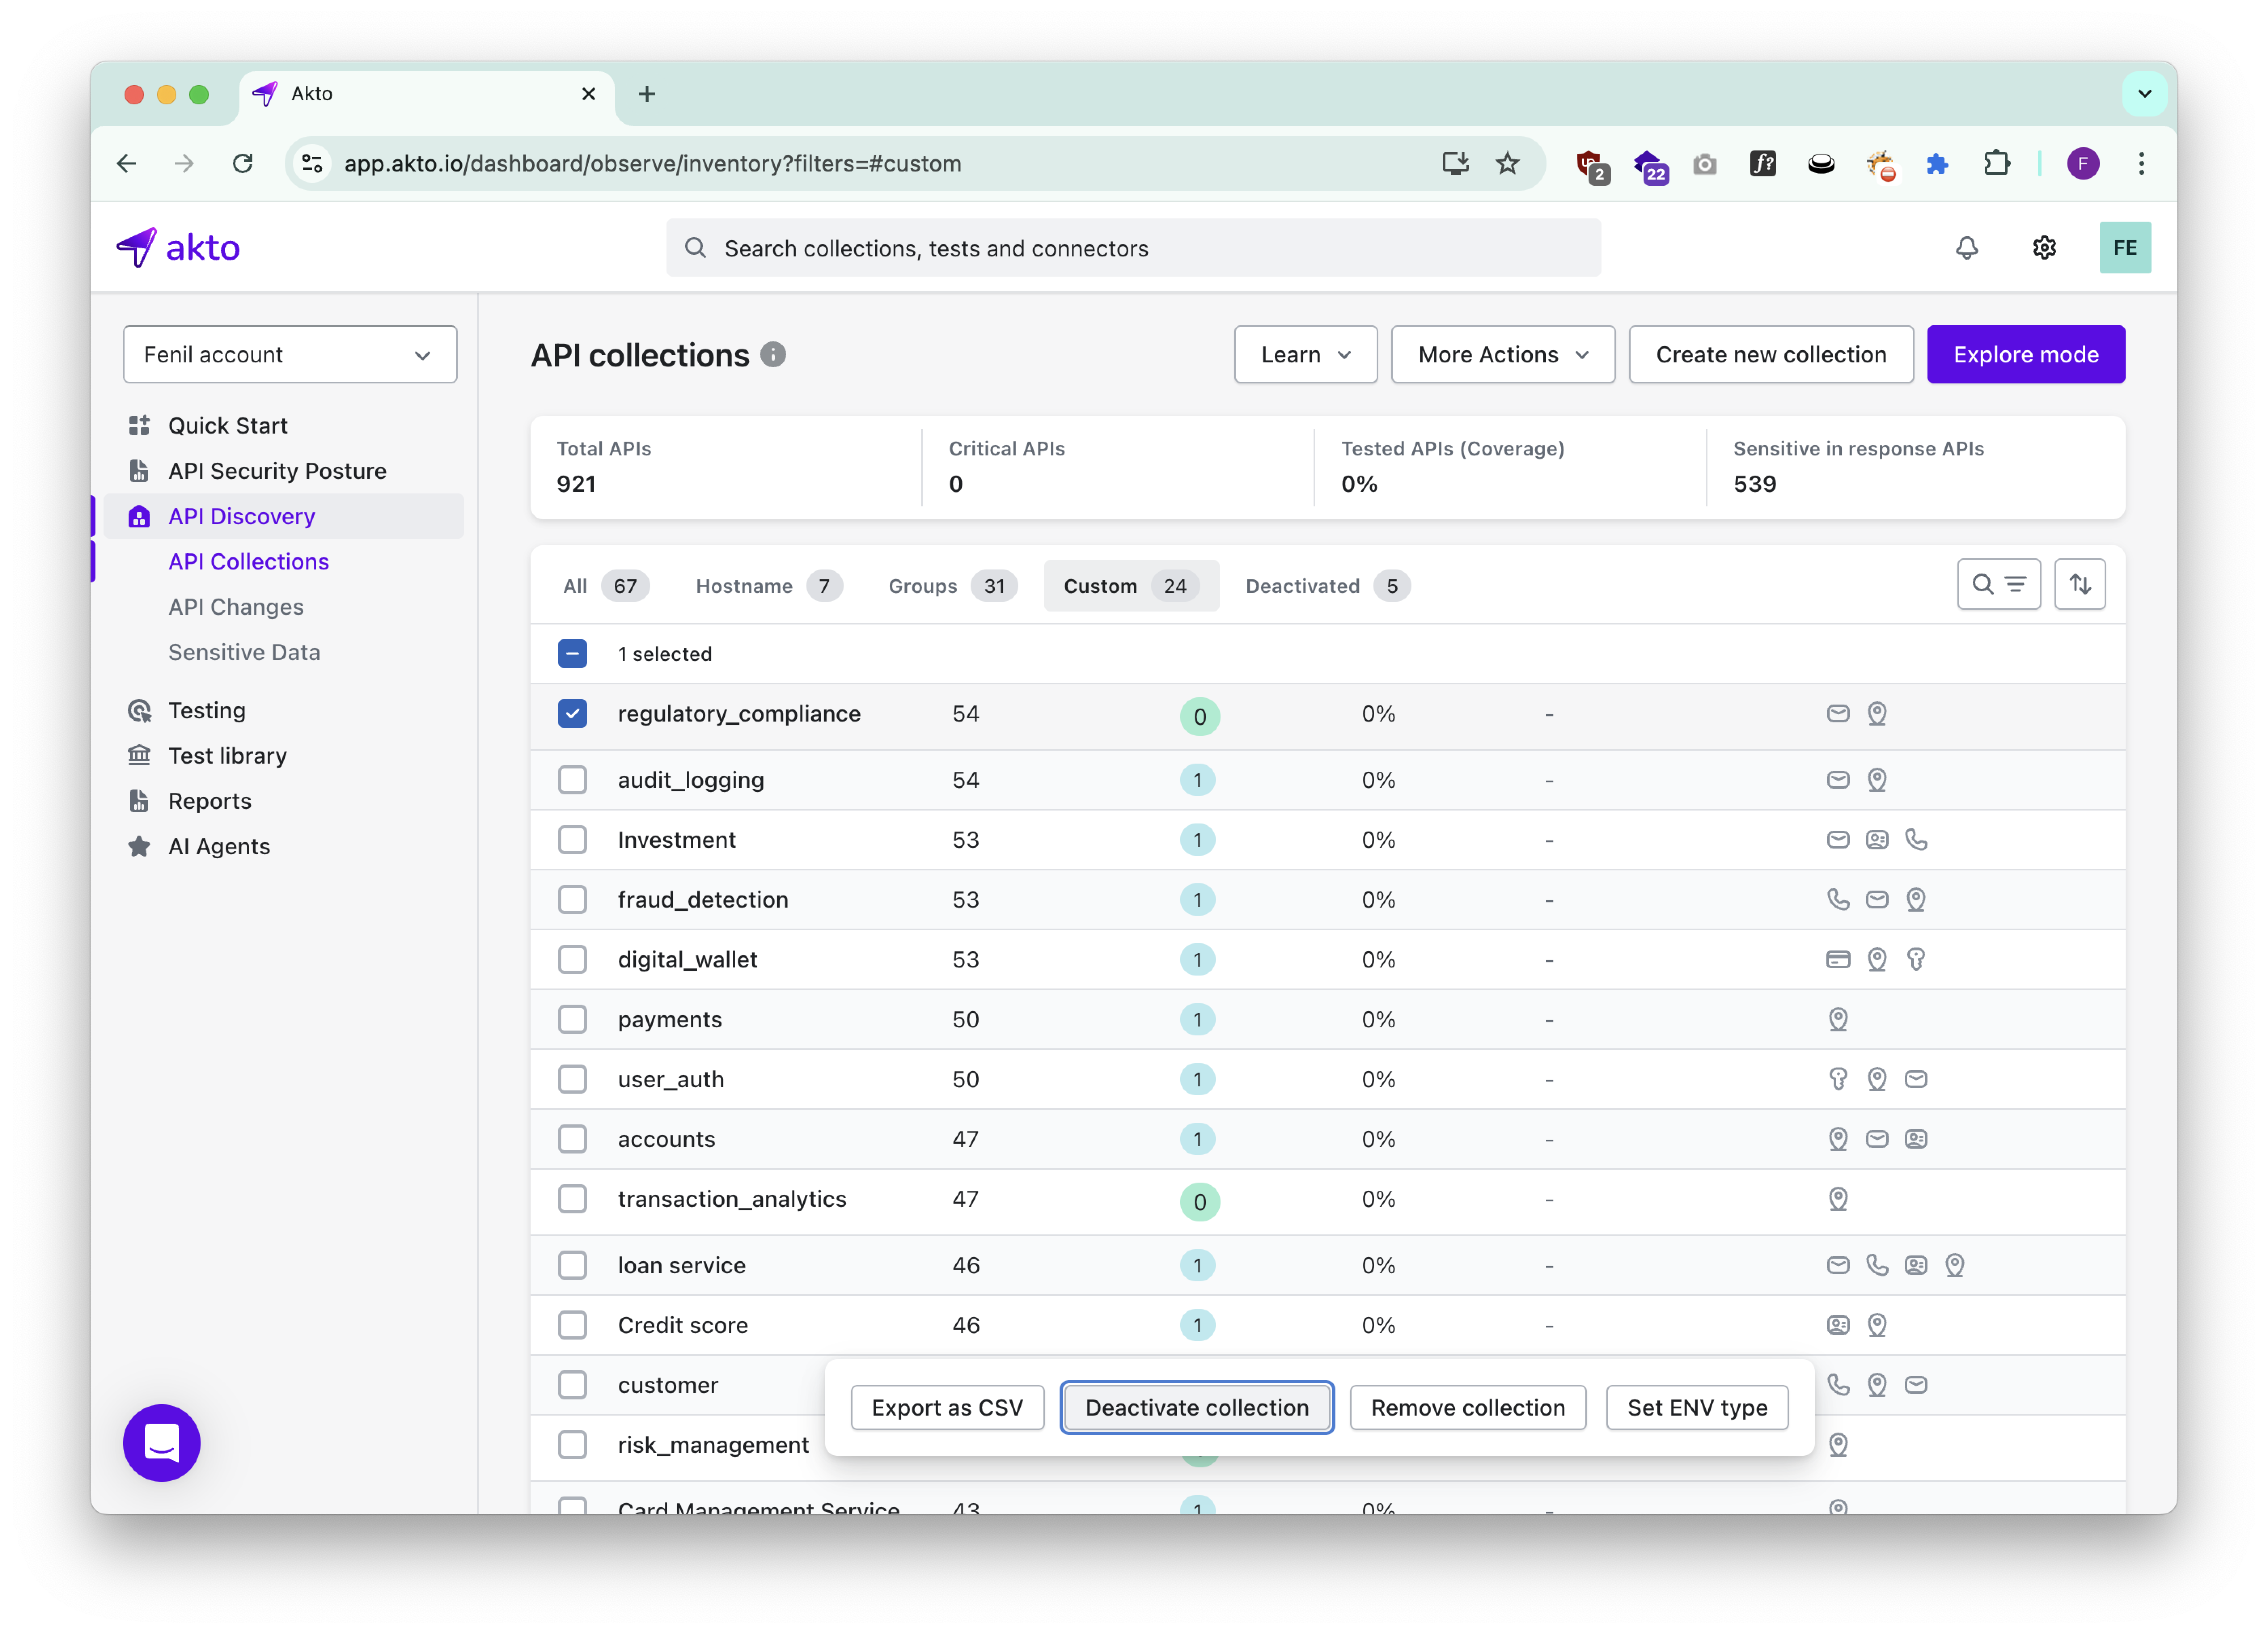 Akto
app.akto.io/dashboard/observe/inventory?filters=#custom
2
22
f?
F
akto
Search collections, tests and connectors
FE
Fenil account
Quick Start
API Security Posture
API Discovery
API Collections
API Changes
Sensitive Data
Testing
Test library
Reports
AI Agents
API collections
Learn
More Actions
Create new collection
Explore mode
Total APIs
921
Critical APIs
0
Tested APIs (Coverage)
0%
Sensitive in response APIs
539
All 67 Hostname 7 Groups 31 Custom 24 Deactivated 5
1 selected
regulatory_compliance 54 0 0% -
audit_logging 54 1 0% -
Investment 53 1 0% -
fraud_detection 53 1 0% -
digital_wallet 53 1 0% -
payments 50 1 0% -
user_auth 50 1 0% -
accounts 47 1 0% -
transaction_analytics 47 0 0% -
loan service 46 1 0% -
Credit score 46 1 0% -
customer
Export as CSV Deactivate collection Remove collection Set ENV type
risk_management
Card Management Service 43 1 0% -